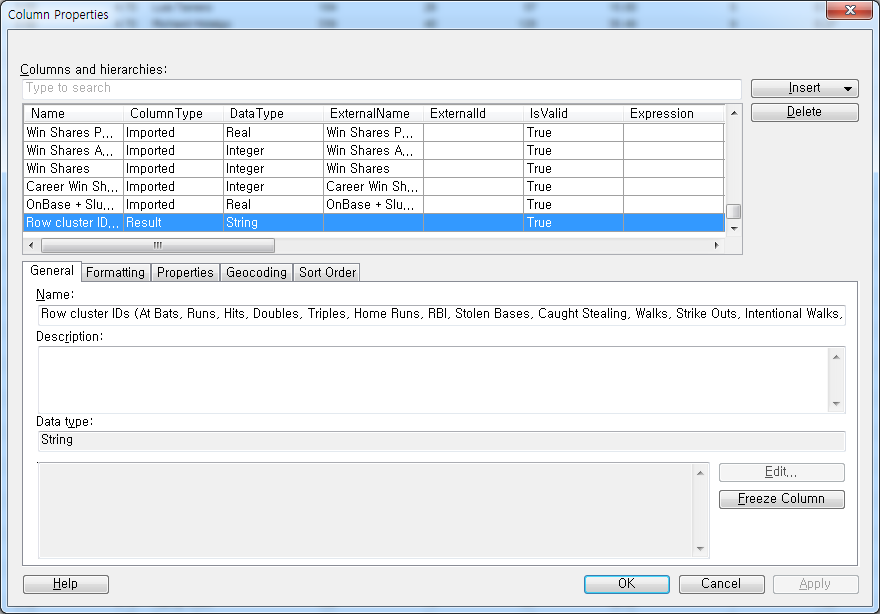 Column Properties
Columns and hierarchies:
Type to search
Insert
Delete
Name ColumnType DataType ExternalName ExternalId IsValid Expression
Win Shares P... Imported Real Win Shares P... True
Win Shares A... Imported Integer Win Shares A... True
Win Shares Imported Integer Win Shares True
Career Win Sh... Imported Integer Career Win Sh... True
OnBase + Slu... Imported Real OnBase + Slu... True
Row cluster ID... Result String True
General Formatting Properties Geocoding Sort Order
Name:
Row cluster IDs (At Bats, Runs, Hits, Doubles, Triples, Home Runs, RBI, Stolen Bases, Caught Stealing, Walks, Strike Outs, Intentional Walks,
Description:
Data type:
String
Edit...
Freeze Column
Help
OK
Cancel
Apply